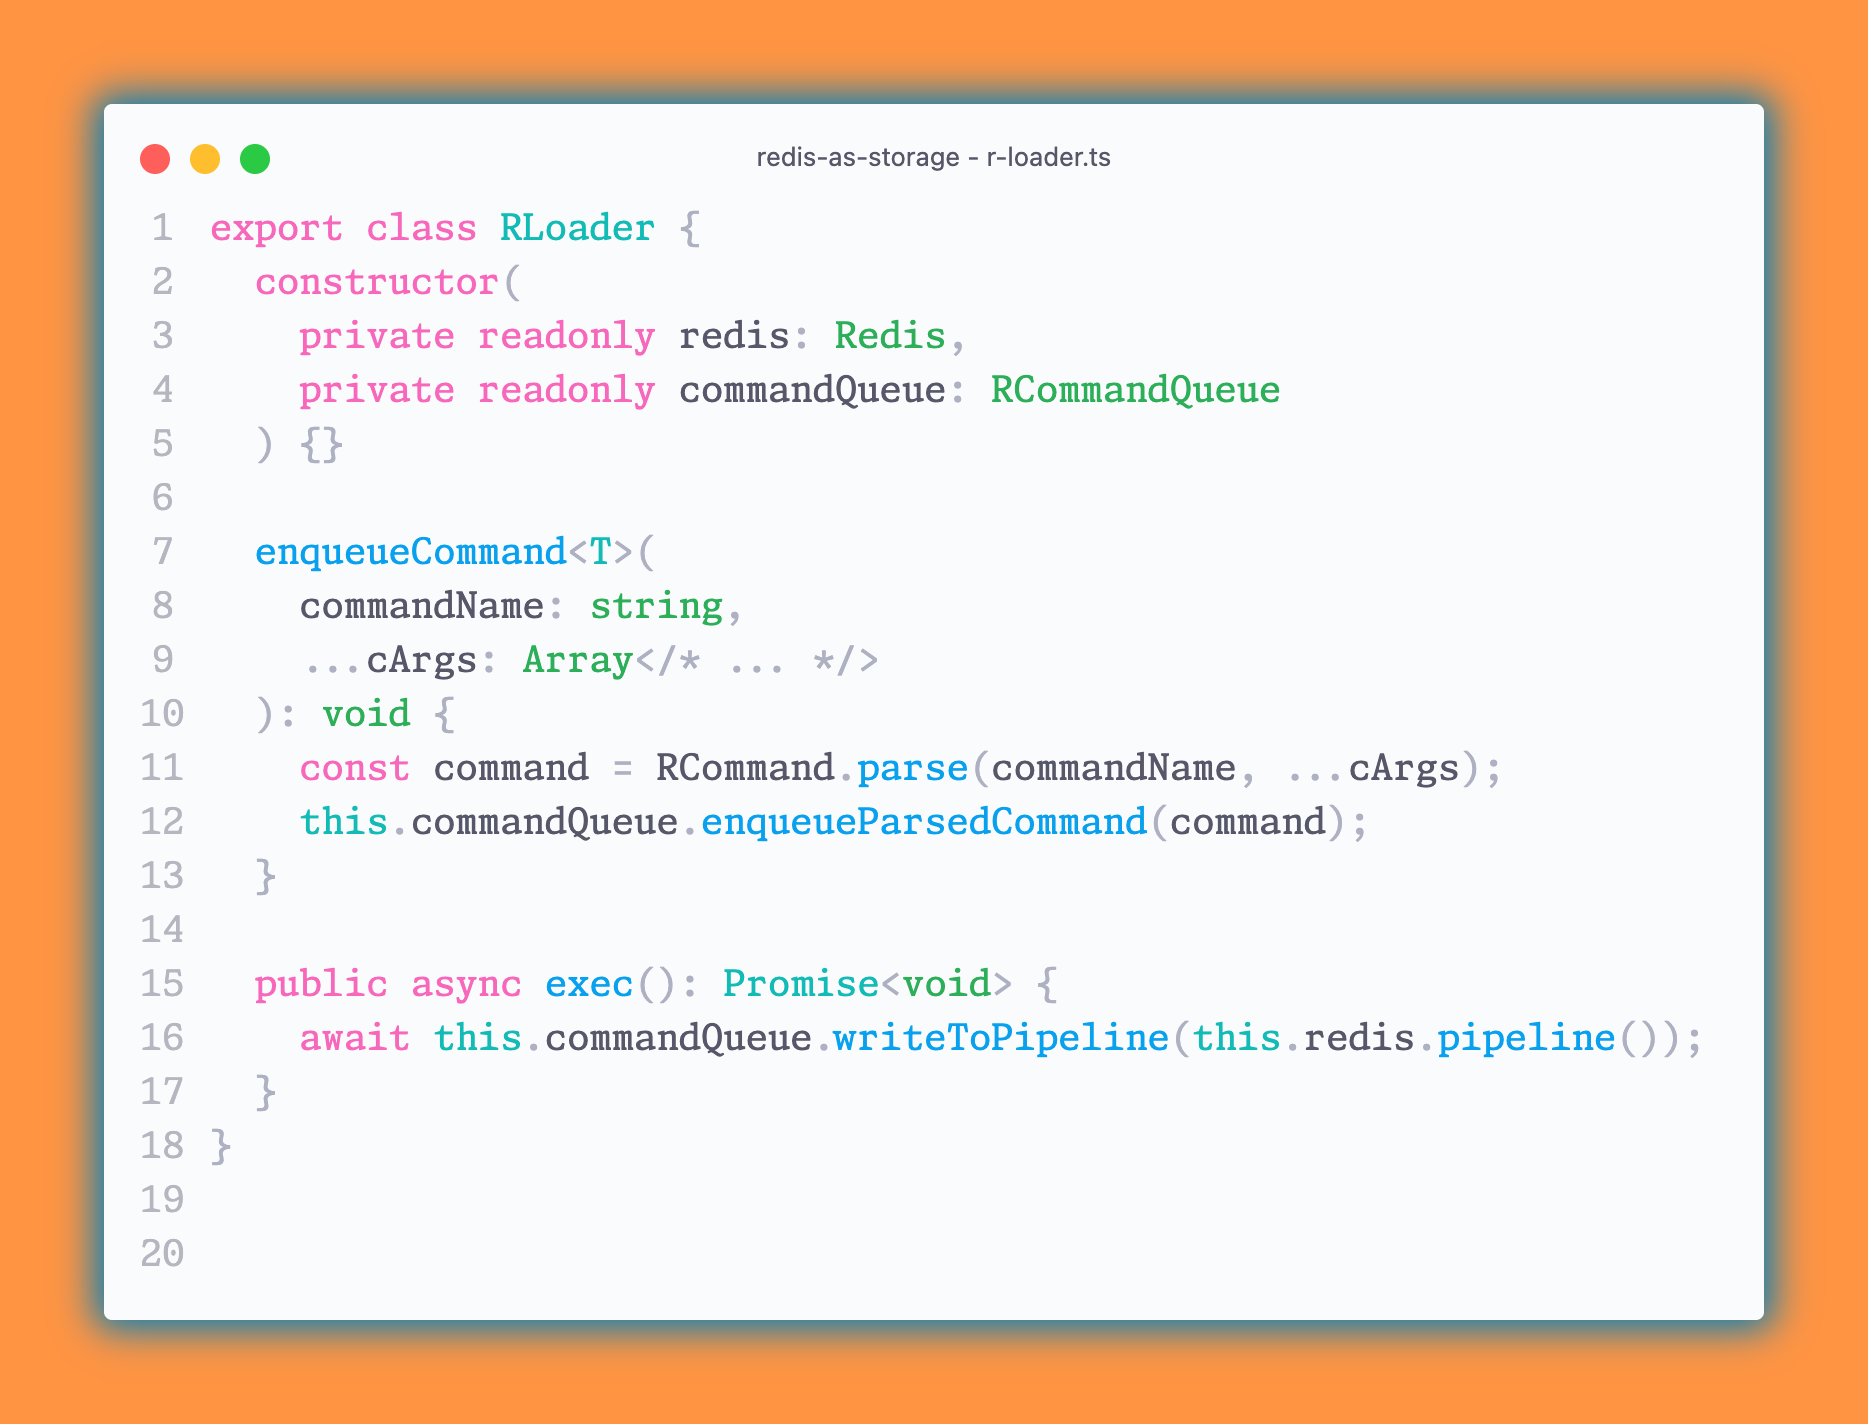 redis-as-storage - r-loader.ts
1 export class RLoader {
2   constructor(
3     private readonly redis: Redis,
4     private readonly commandQueue: RCommandQueue
5   ) {}
6
7   enqueueCommand<T>(
8     commandName: string,
9     ...cArgs: Array</* ... */>
10   ): void {
11     const command = RCommand.parse(commandName, ...cArgs);
12     this.commandQueue.enqueueParsedCommand(command);
13   }
14
15   public async exec(): Promise<void> {
16     await this.commandQueue.writeToPipeline(this.redis.pipeline());
17   }
18 }
19
20